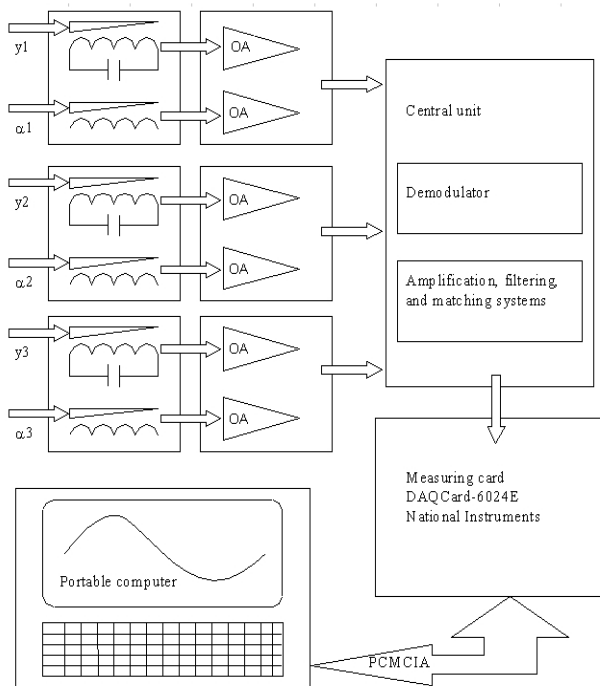 y1
OA
α1
OA
y2
OA
α2
OA
y3
OA
α3
OA
Central unit
Demodulator
Amplification, filtering,
and matching systems
Measuring card
DAQCard-6024E
National Instruments
Portable computer
PCMCIA